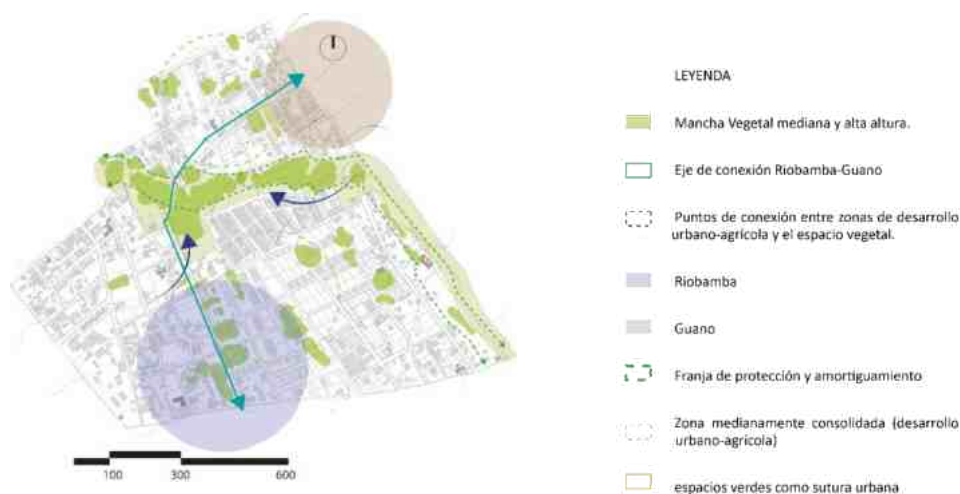 LEYENDA
Mancha Vegetal mediana y alta altura.
Eje de conexión Riobamba-Guano
Puntos de conexión entre zonas de desarrollo
urbano-agrícola y el espacio vegetal.
Riobamba
Guano
Franja de protección y amortiguamiento
Zona medianamente consolidada (desarrollo
urbano-agrícola)
espacios verdes como sutura urbana
100 300 600